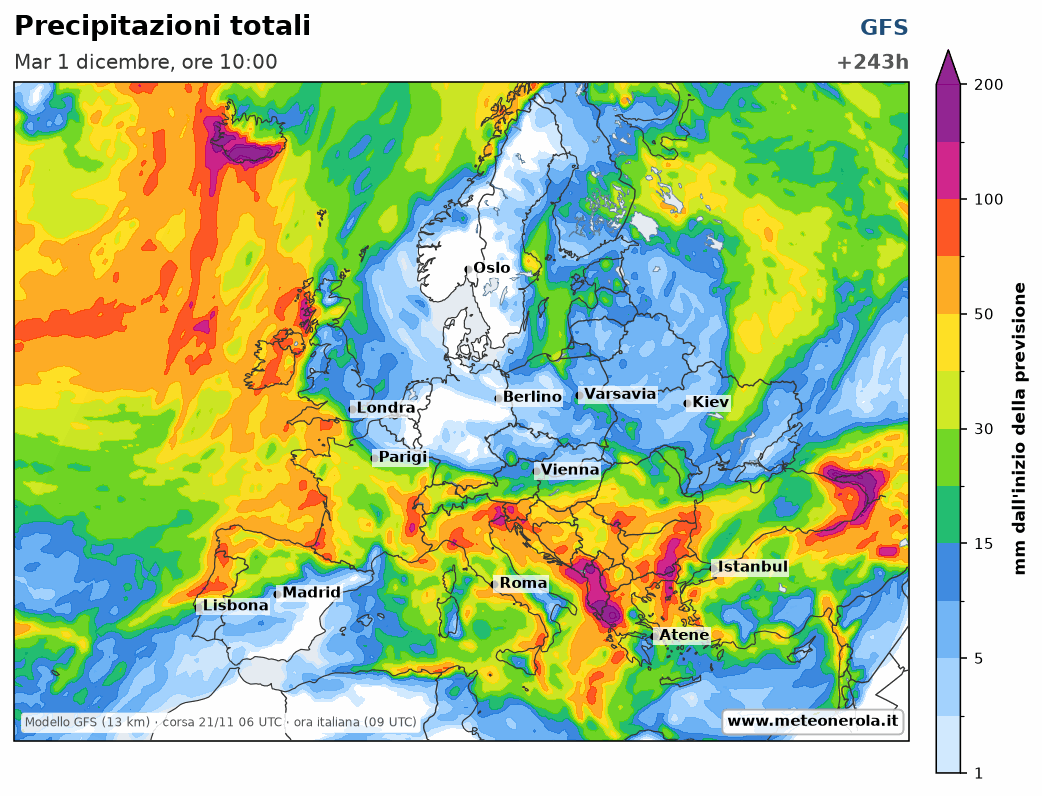 Precipitazioni totali
GFS
Mar 1 dicembre, ore 10:00
+243h
Oslo
Berlino
Varsavia
Kiev
Londra
Parigi
Vienna
Istanbul
Roma
Madrid
Lisbona
Atene
Modello GFS (13 km) · corsa 21/11 06 UTC · ora italiana (09 UTC)
www.meteonerola.it
200
100
50
30
15
5
1
mm dall'inizio della previsione